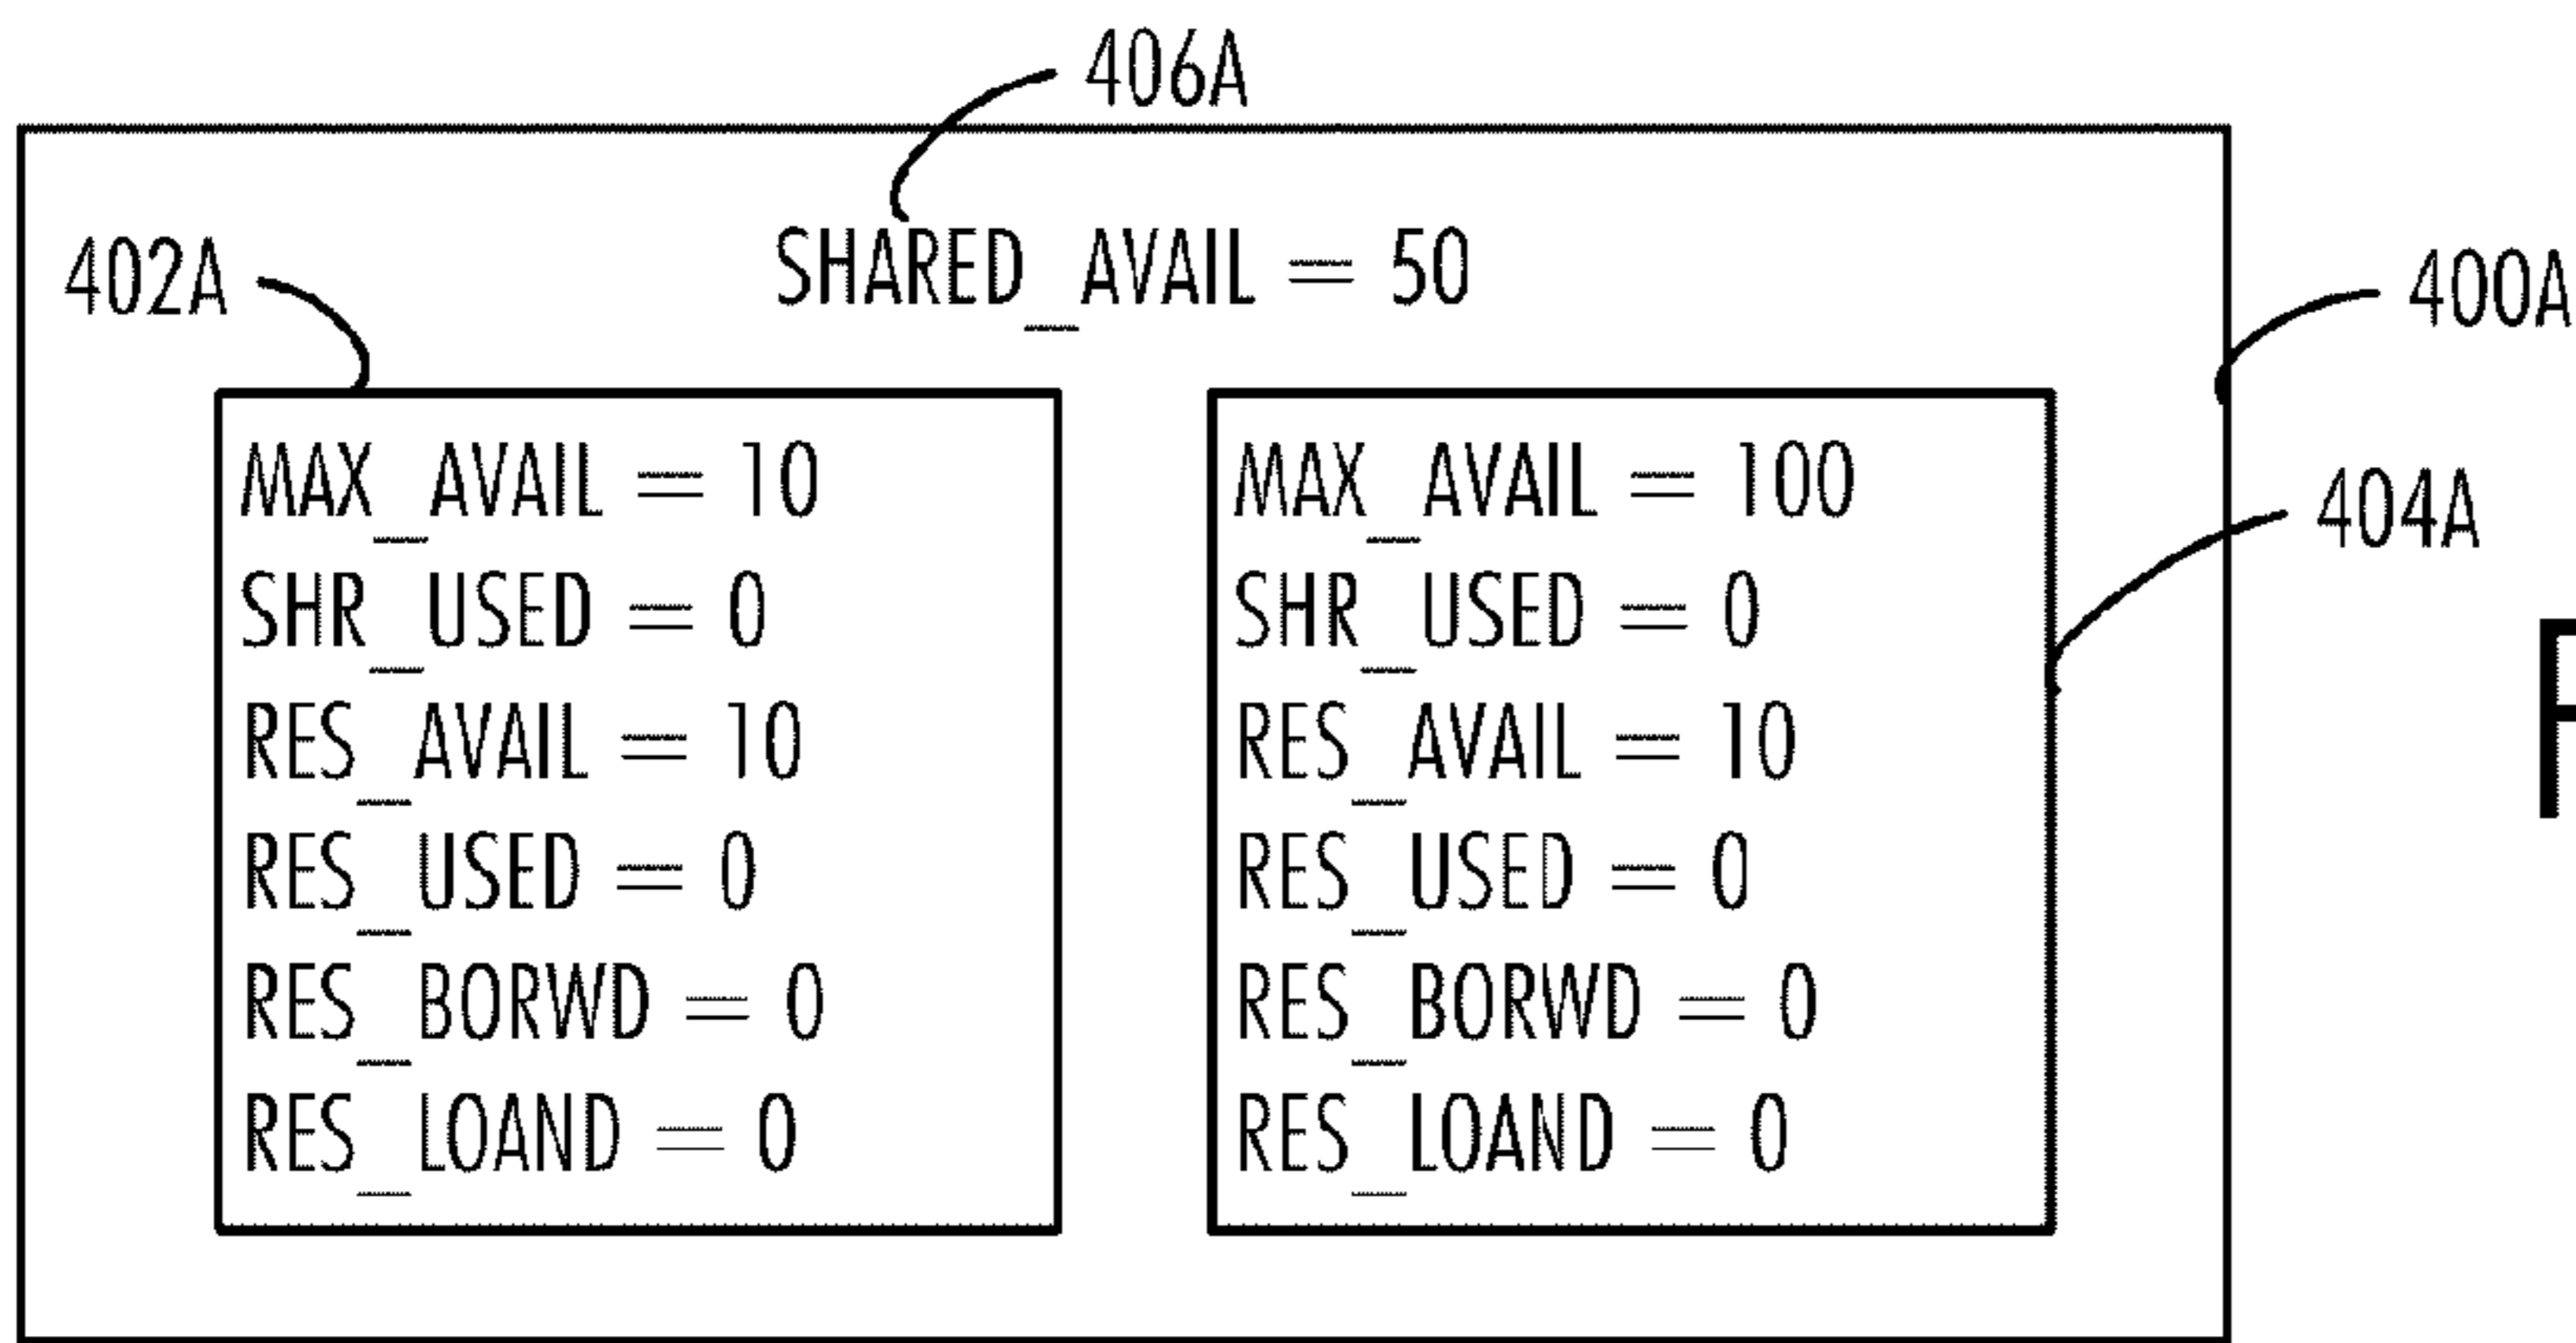 406A
402A
SHARED_AVAIL = 50
400A
MAX_AVAIL = 10
SHR_USED = 0
RES_AVAIL = 10
RES_USED = 0
RES_BORWD = 0
RES_LOAND = 0
MAX_AVAIL = 100
SHR_USED = 0
RES_AVAIL = 10
RES_USED = 0
RES_BORWD = 0
RES_LOAND = 0
404A